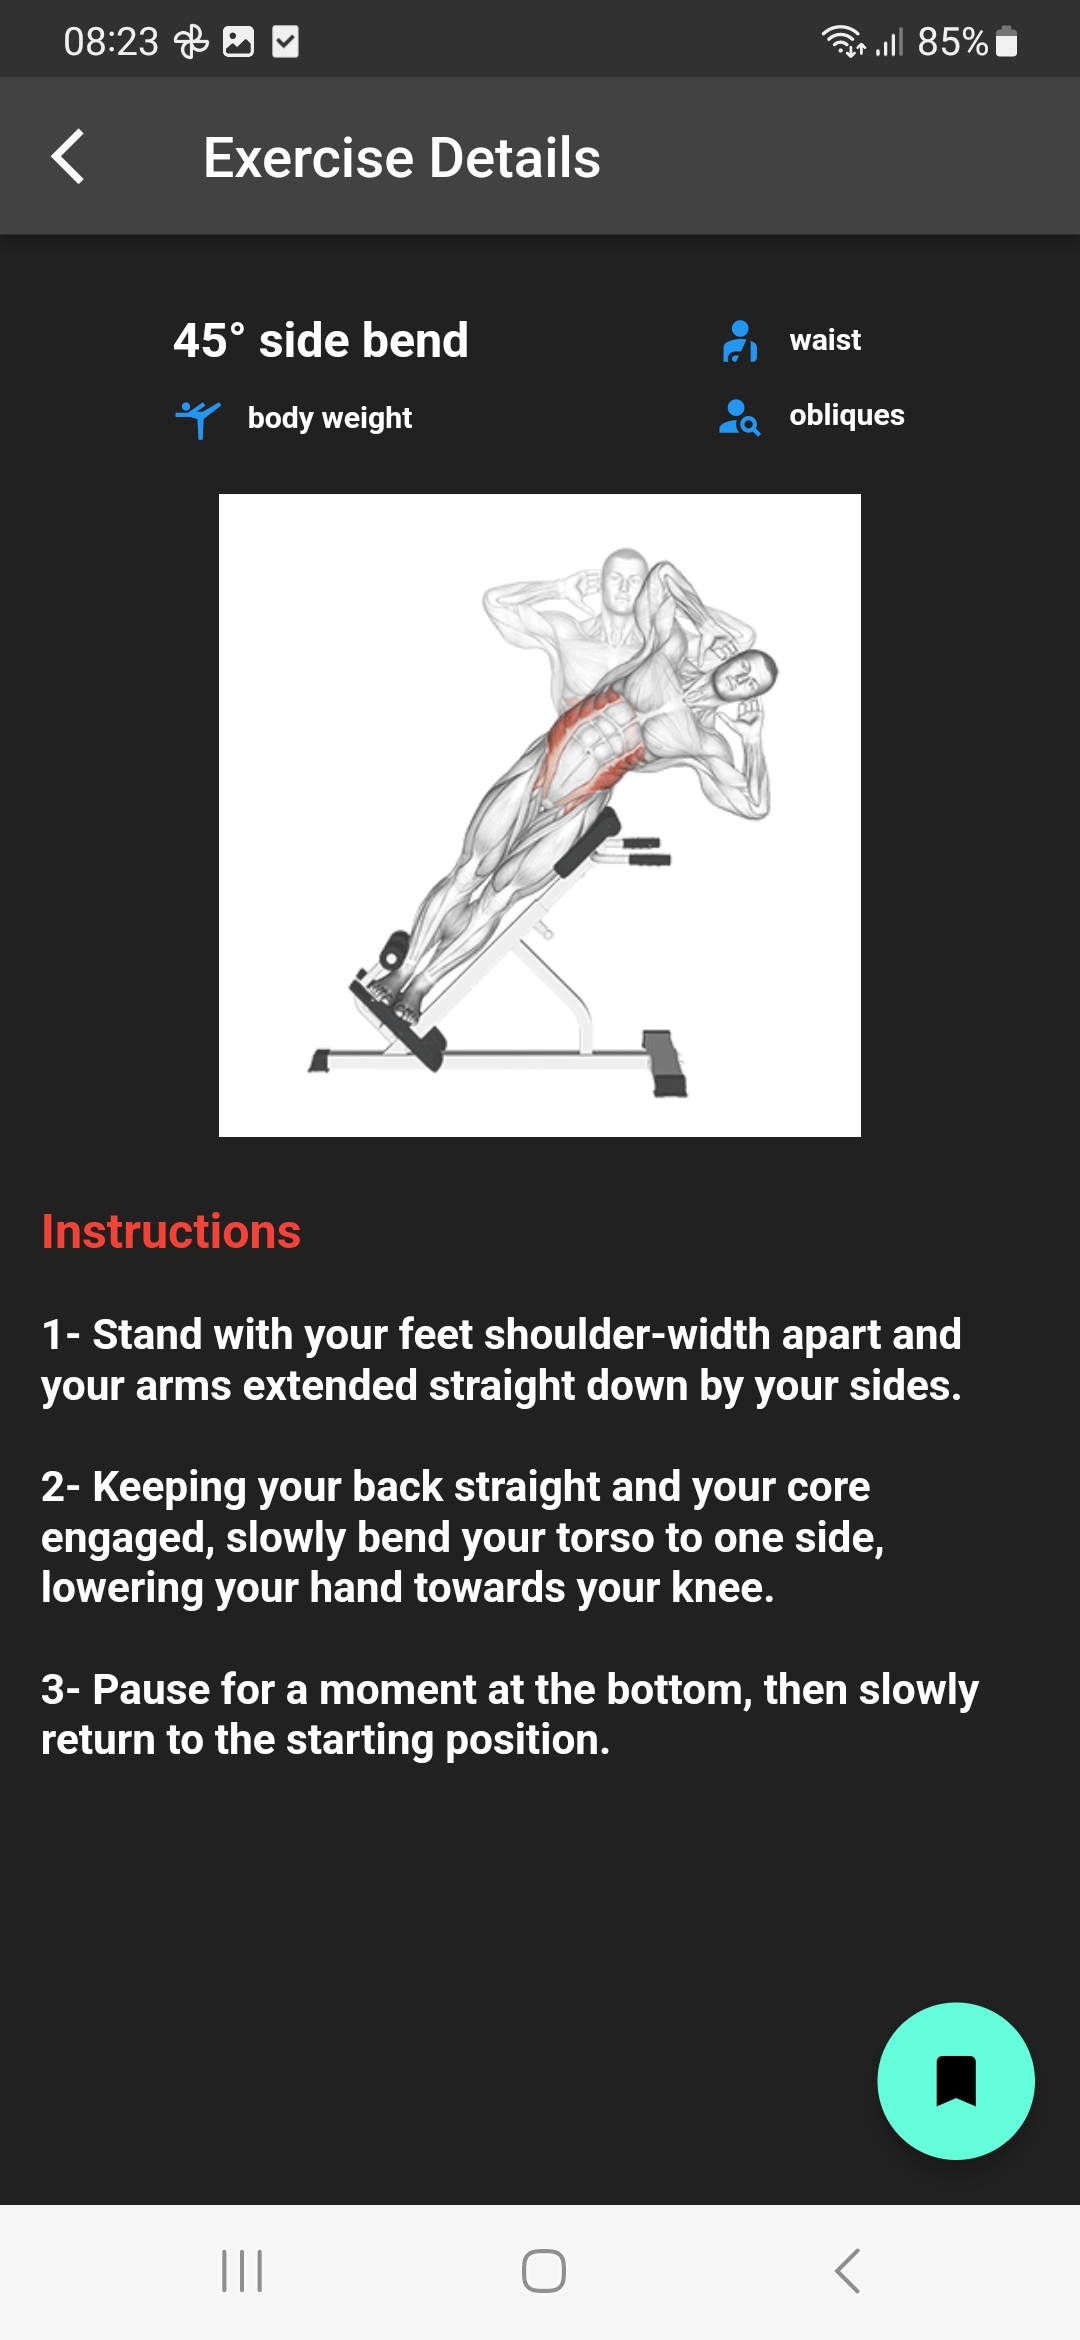 08:23
85%
Exercise Details
45° side bend
waist
body weight
obliques
Instructions
1- Stand with your feet shoulder-width apart and
your arms extended straight down by your sides.
2- Keeping your back straight and your core
engaged, slowly bend your torso to one side,
lowering your hand towards your knee.
3- Pause for a moment at the bottom, then slowly
return to the starting position.